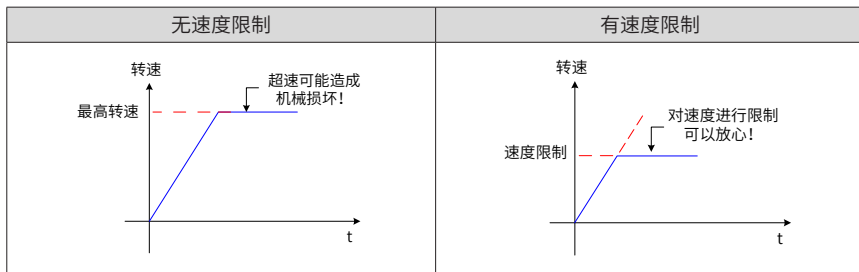 无速度限制
有速度限制
转速
超速可能造成
机械损坏！
最高转速
t
转速
对速度进行限制
可以放心！
速度限制
t